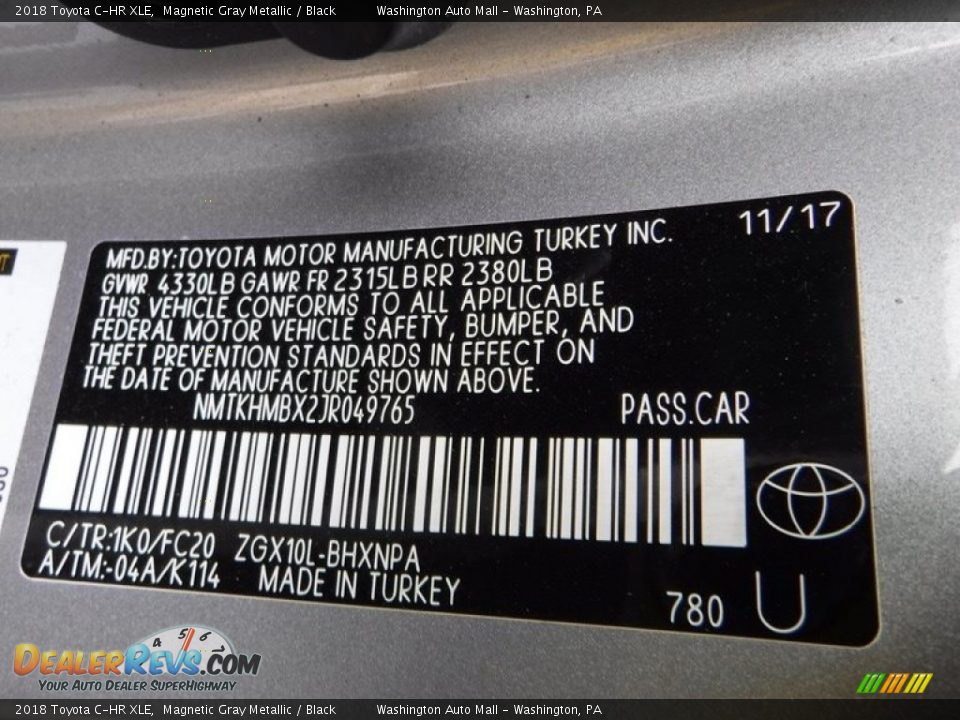 2018 Toyota C-HR XLE, Magnetic Gray Metallic / Black Washington Auto Mall - Washington, PA
11/17
MFD.BY:TOYOTA MOTOR MANUFACTURING TURKEY INC.
GVWR 4330LB GAWR FR 2315LB RR 2380LB
THIS VEHICLE CONFORMS TO ALL APPLICABLE
FEDERAL MOTOR VEHICLE SAFETY, BUMPER, AND
THEFT PREVENTION STANDARDS IN EFFECT ON
THE DATE OF MANUFACTURE SHOWN ABOVE.
NMTKHMBX2JR049765 PASS.CAR
C/TR:1K0/FC20 ZGX10L-BHXNPA
A/TM:-04A/K114 MADE IN TURKEY
780 U
4 5 6
DEALERREVS.COM
YOUR AUTO DEALER SUPERHIGHWAY
2018 Toyota C-HR XLE, Magnetic Gray Metallic / Black Washington Auto Mall - Washington, PA